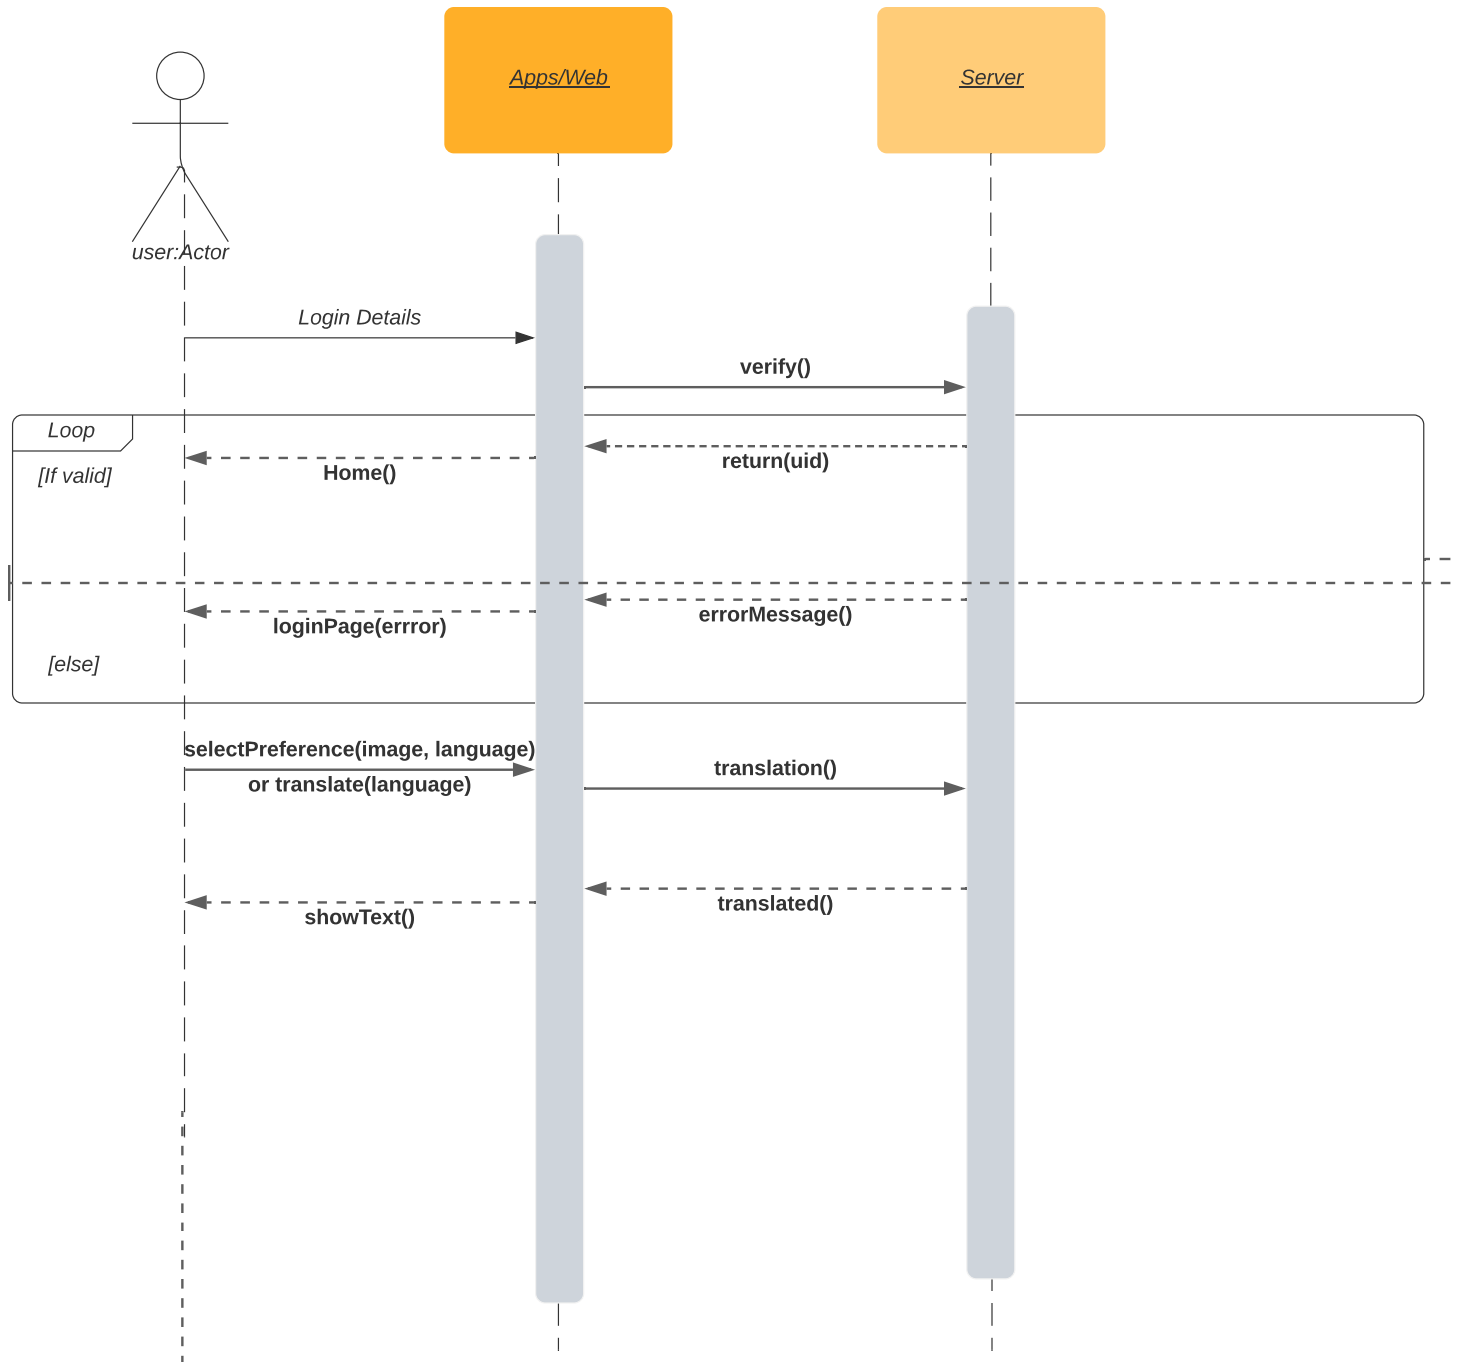 Apps/Web
Server
user:Actor
Login Details
verify()
Loop
return(uid)
Home()
[If valid]
errorMessage()
loginPage(errror)
[else]
selectPreference(image, language)
or translate(language)
translation()
translated()
showText()